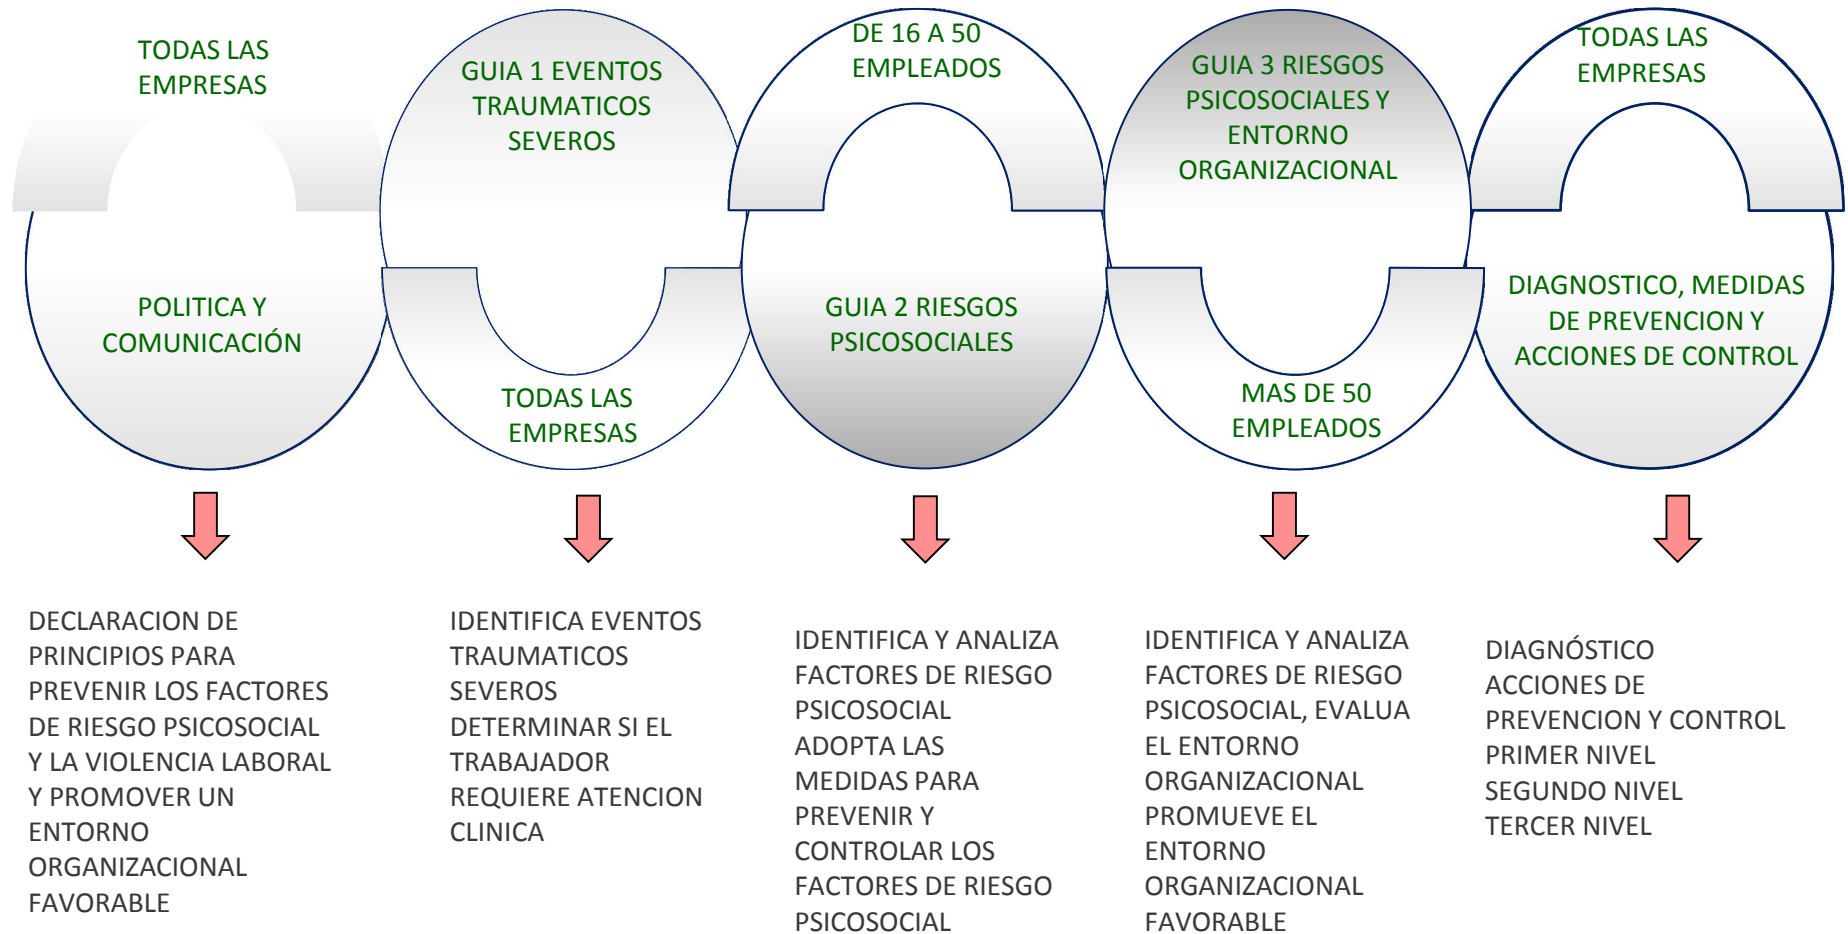 TODAS LAS
EMPRESAS
POLITICA Y
COMUNICACIÓN
GUIA 1 EVENTOS
TRAUMATICOS
SEVEROS
TODAS LAS
EMPRESAS
DE 16 A 50
EMPLEADOS
GUIA 2 RIESGOS
PSICOSOCIALES
GUIA 3 RIESGOS
PSICOSOCIALES Y
ENTORNO
ORGANIZACIONAL
MAS DE 50
EMPLEADOS
TODAS LAS
EMPRESAS
DIAGNOSTICO, MEDIDAS
DE PREVENCION Y
ACCIONES DE CONTROL
DECLARACION DE
PRINCIPIOS PARA
PREVENIR LOS FACTORES
DE RIESGO PSICOSOCIAL
Y LA VIOLENCIA LABORAL
Y PROMOVER UN
ENTORNO
ORGANIZACIONAL
FAVORABLE
IDENTIFICA EVENTOS
TRAUMATICOS
SEVEROS
DETERMINAR SI EL
TRABAJADOR
REQUIERE ATENCION
CLINICA
IDENTIFICA Y ANALIZA
FACTORES DE RIESGO
PSICOSOCIAL
ADOPTA LAS
MEDIDAS PARA
PREVENIR Y
CONTROLAR LOS
FACTORES DE RIESGO
PSICOSOCIAL
IDENTIFICA Y ANALIZA
FACTORES DE RIESGO
PSICOSOCIAL, EVALUA
EL ENTORNO
ORGANIZACIONAL
PROMUEVE EL
ENTORNO
ORGANIZACIONAL
FAVORABLE
DIAGNÓSTICO
ACCIONES DE
PREVENCION Y CONTROL
PRIMER NIVEL
SEGUNDO NIVEL
TERCER NIVEL